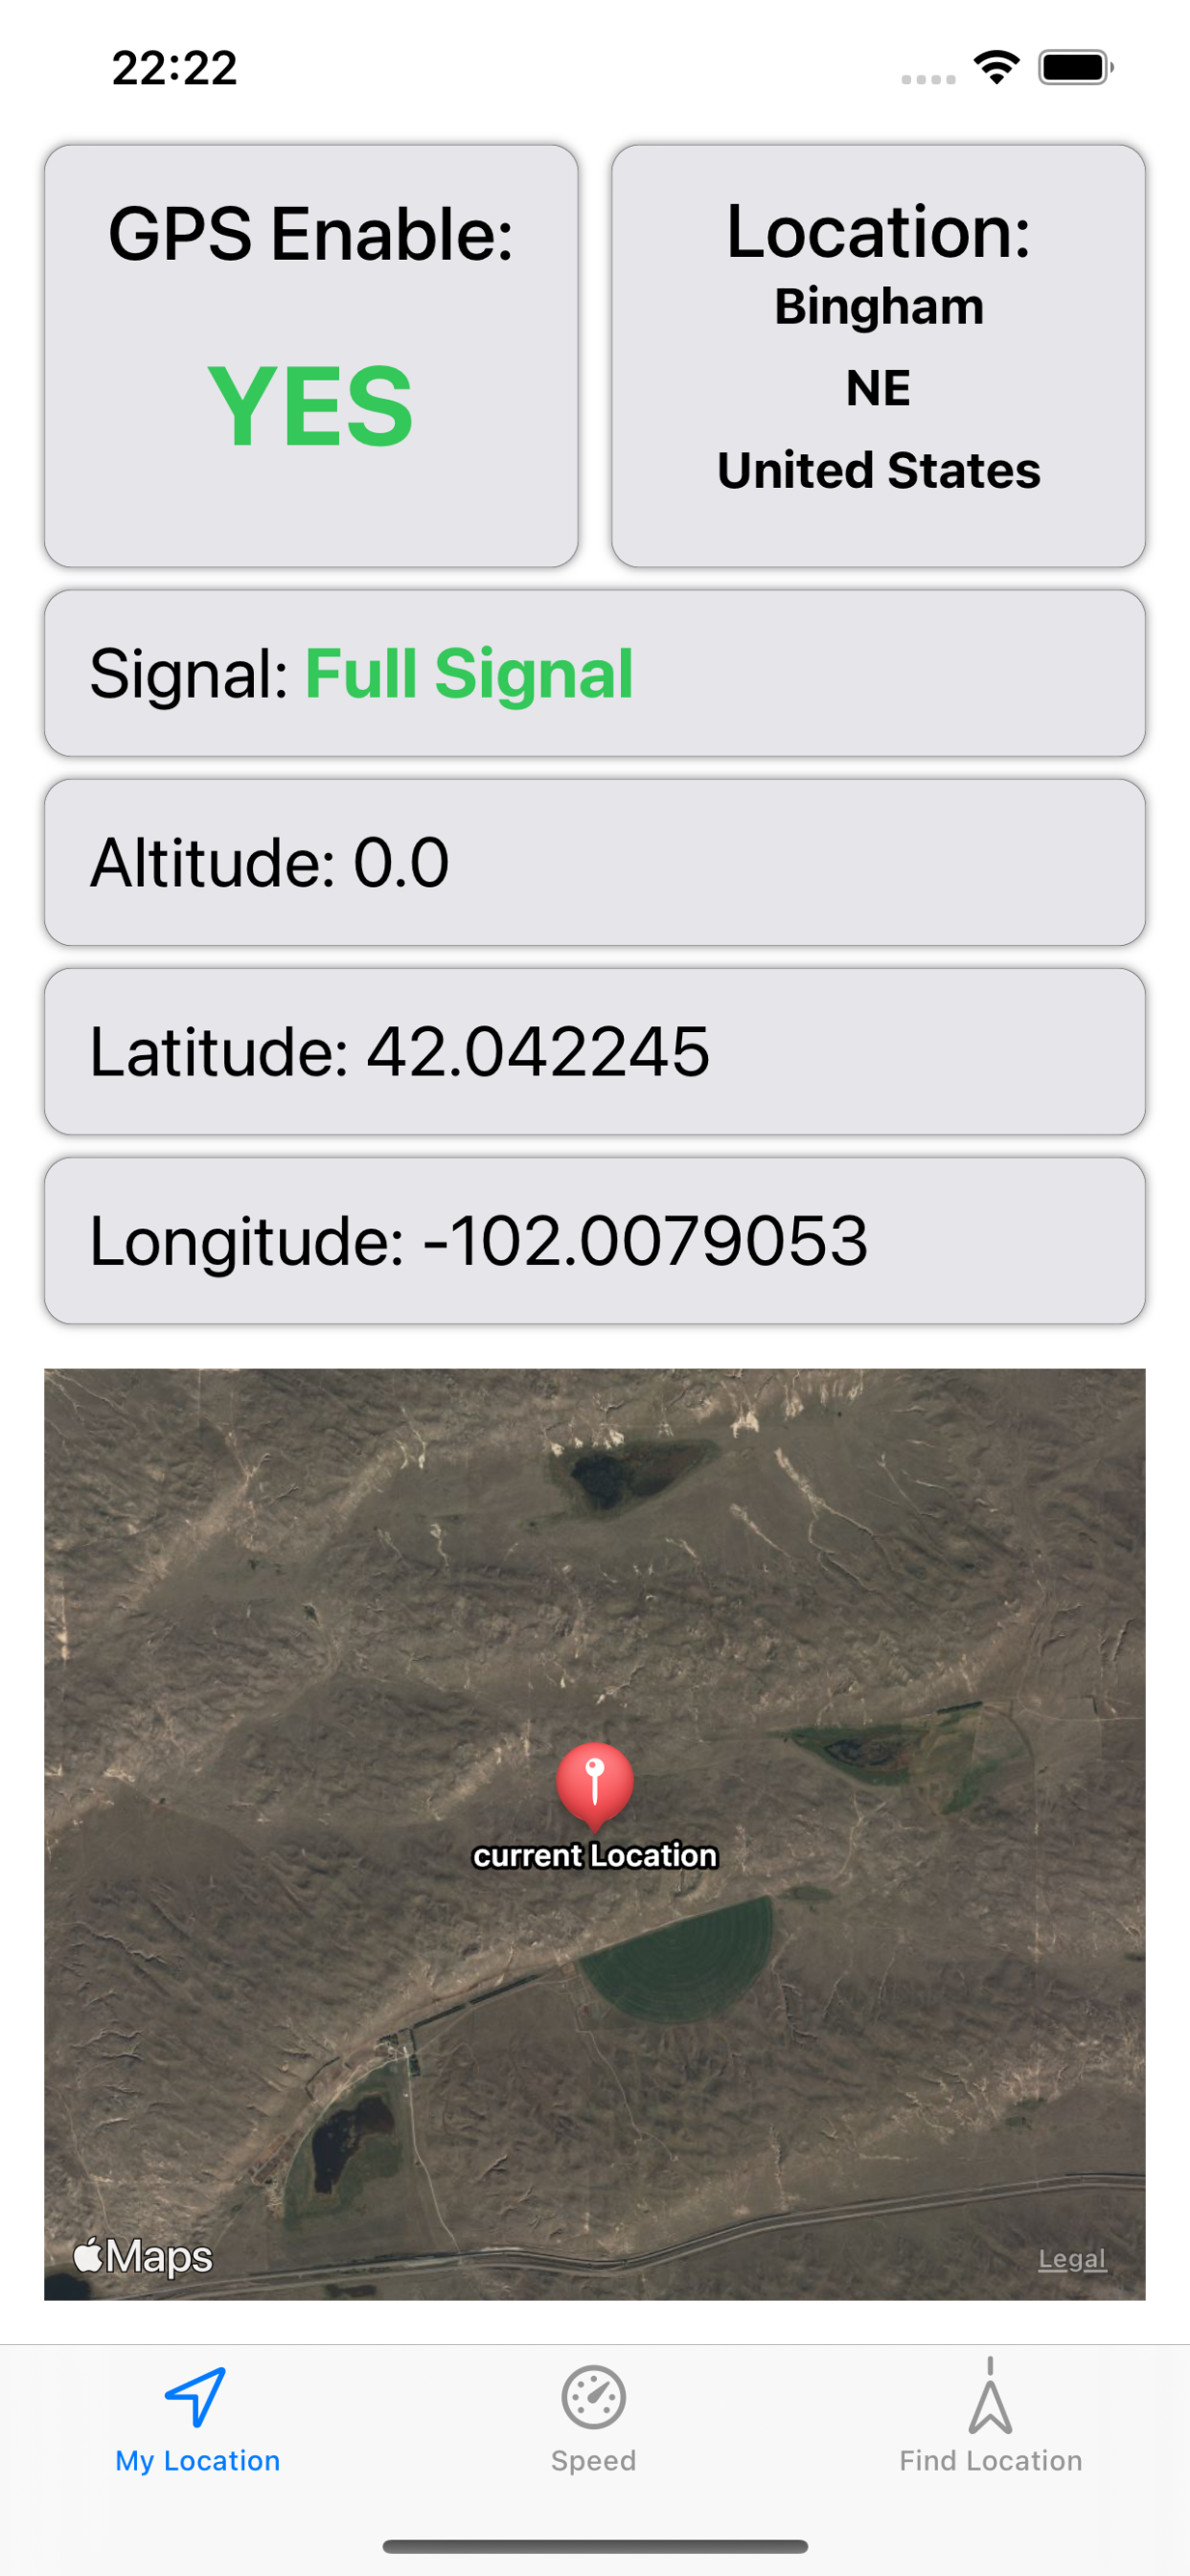 22:22
GPS Enable:
YES
Location:
Bingham
NE
United States
Signal: Full Signal
Altitude: 0.0
Latitude: 42.042245
Longitude: -102.0079053
current Location
Maps
Legal
My Location
Speed
Find Location